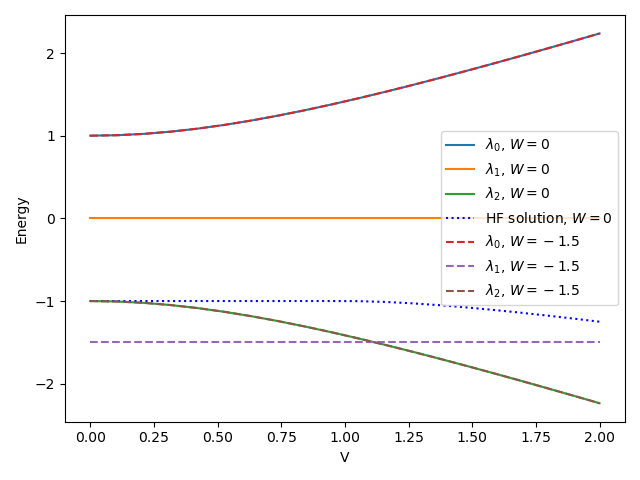 2
1
0
−1
−2
Energy
0.00 0.25 0.50 0.75 1.00 1.25 1.50 1.75 2.00
V
λ₀, W = 0
λ₁, W = 0
λ₂, W = 0
HF solution, W = 0
λ₀, W = −1.5
λ₁, W = −1.5
λ₂, W = −1.5